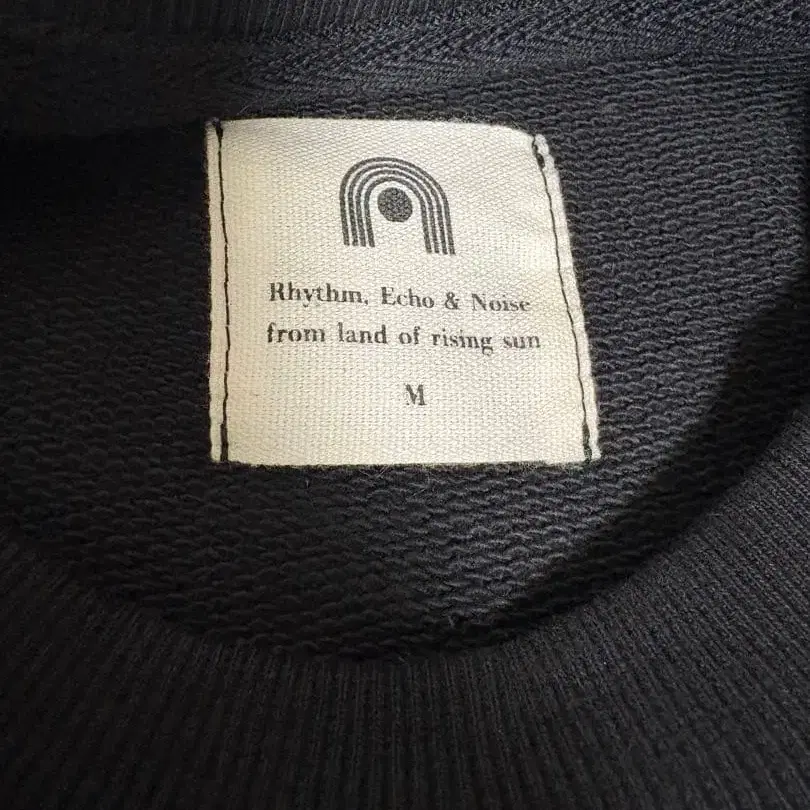 Rhythm, Echo & Noise
from land of rising sun
M